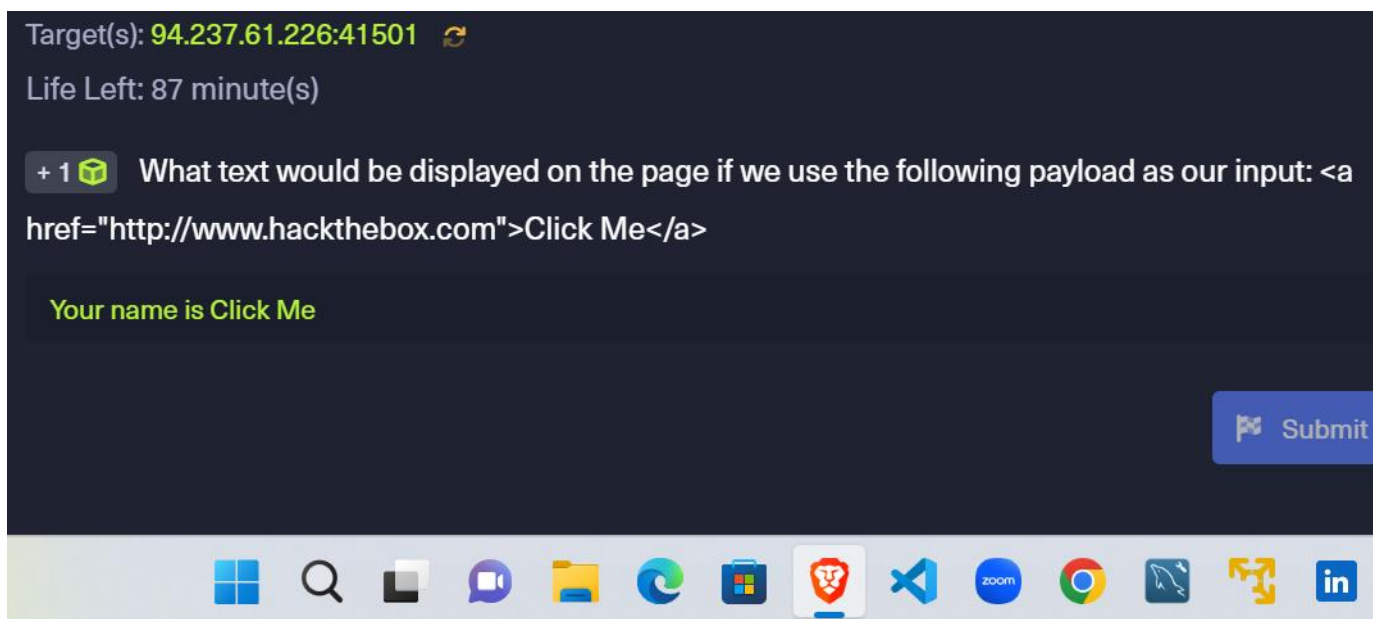 Target(s): 94.237.61.226:41501
Life Left: 87 minute(s)
+ 1 What text would be displayed on the page if we use the following payload as our input: <a
href="http://www.hackthebox.com">Click Me</a>
Your name is Click Me
Submit
zoom
in